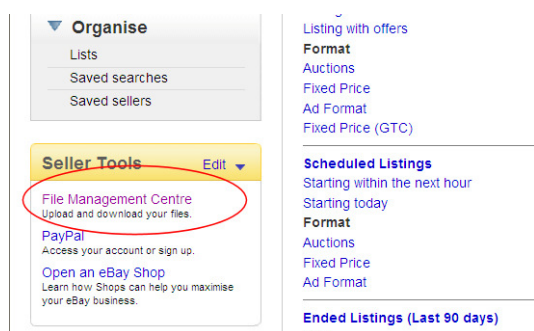 Organise
Lists
Saved searches
Saved sellers
Seller Tools
Edit
File Management Centre
Upload and download your files.
PayPal
Access your account or sign up.
Open an eBay Shop
Learn how Shops can help you maximise
your eBay business.
Listing with offers
Format
Auctions
Fixed Price
Ad Format
Fixed Price (GTC)
Scheduled Listings
Starting within the next hour
Starting today
Format
Auctions
Fixed Price
Ad Format
Ended Listings (Last 90 days)